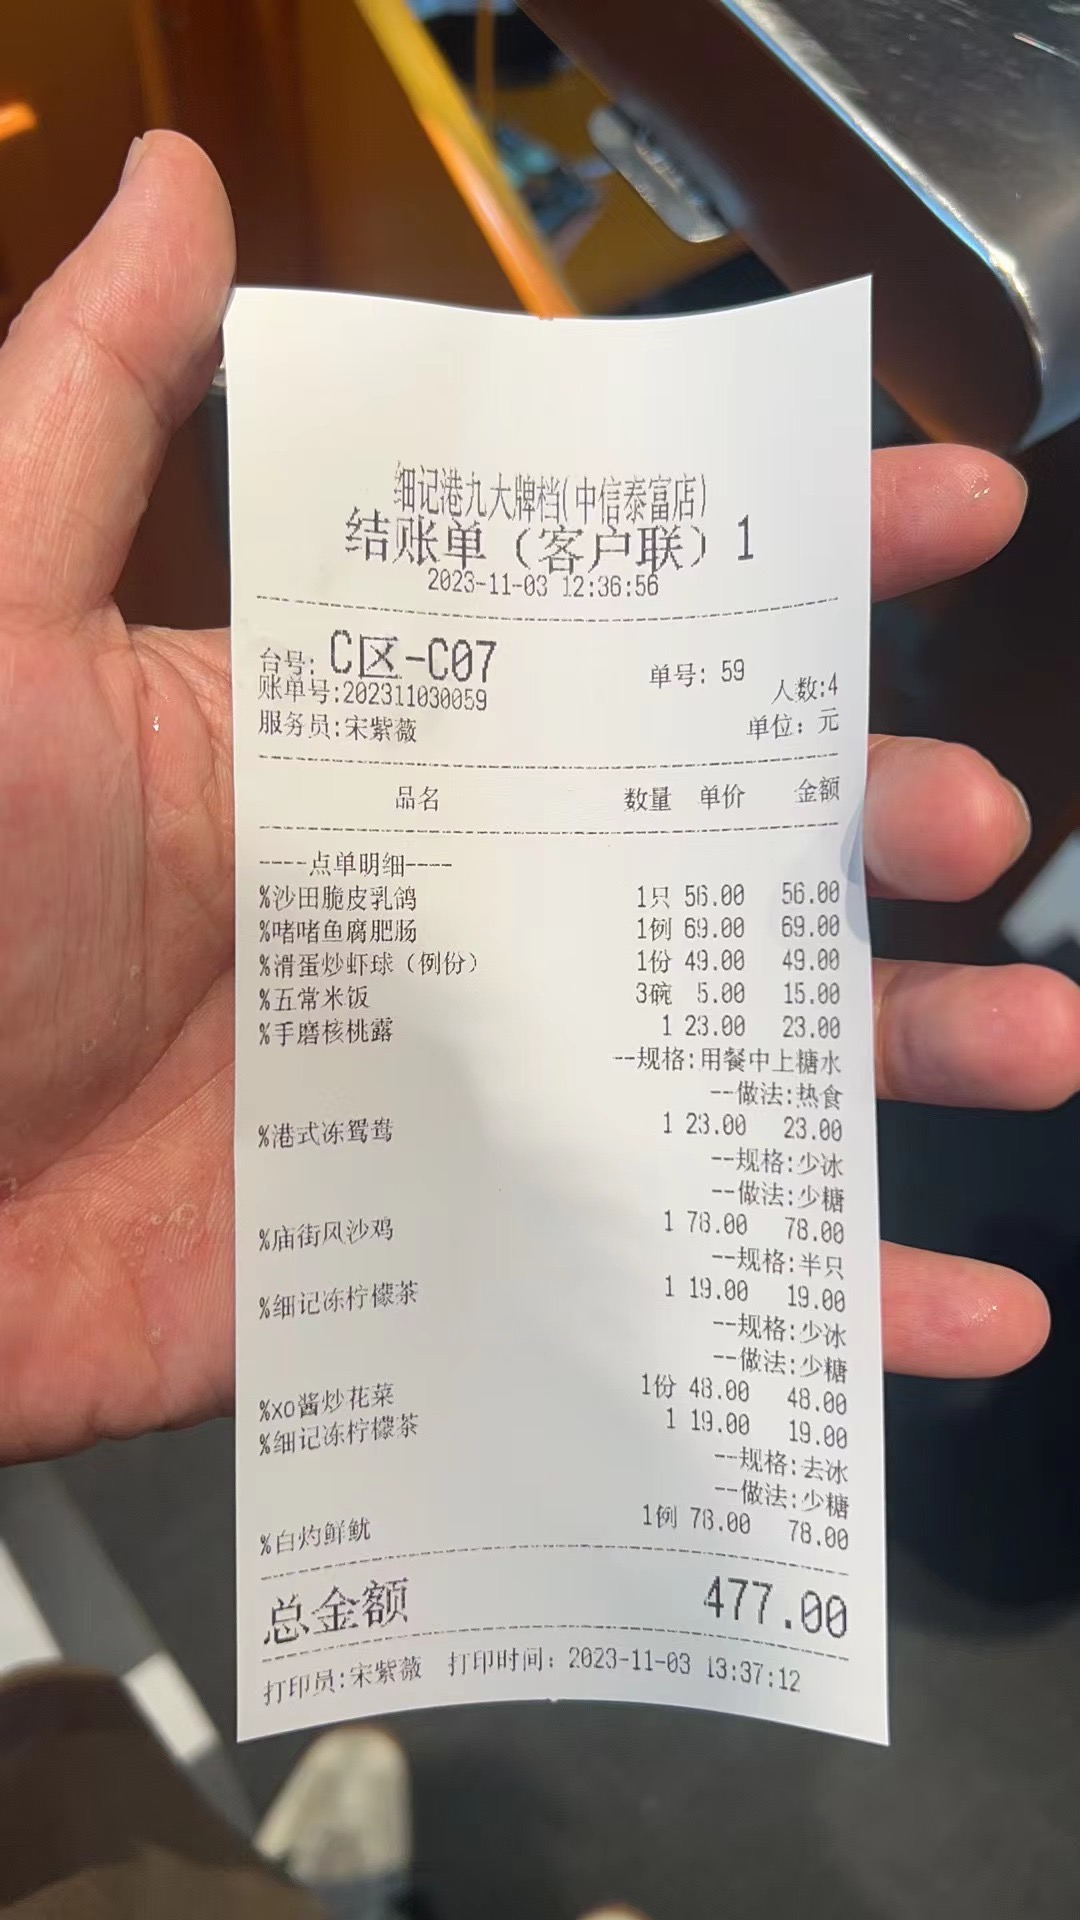 细记港九大牌档(中信泰富店)
结账单（客户联）1
2023-11-03 12:36:56
台号: C区-C07 单号: 59
账单号:202311030059 人数:4
服务员:宋紫薇 单位: 元
品名 数量 单价 金额
----点单明细----
%沙田脆皮乳鸽 1只 56.00 56.00
%啫啫鱼腐肥肠 1例 69.00 69.00
%滑蛋炒虾球（例份） 1份 49.00 49.00
%五常米饭 3碗 5.00 15.00
%手磨核桃露 1 23.00 23.00
--规格:用餐中上糖水
--做法:热食
%港式冻鸳鸯 1 23.00 23.00
--规格:少冰
--做法:少糖
%庙街风沙鸡 1 78.00 78.00
--规格:半只
%细记冻柠檬茶 1 19.00 19.00
--规格:少冰
--做法:少糖
%xo酱炒花菜 1份 48.00 48.00
%细记冻柠檬茶 1 19.00 19.00
--规格:去冰
--做法:少糖
%白灼鲜鱿 1例 78.00 78.00
总金额 477.00
打印员:宋紫薇 打印时间: 2023-11-03 13:37:12